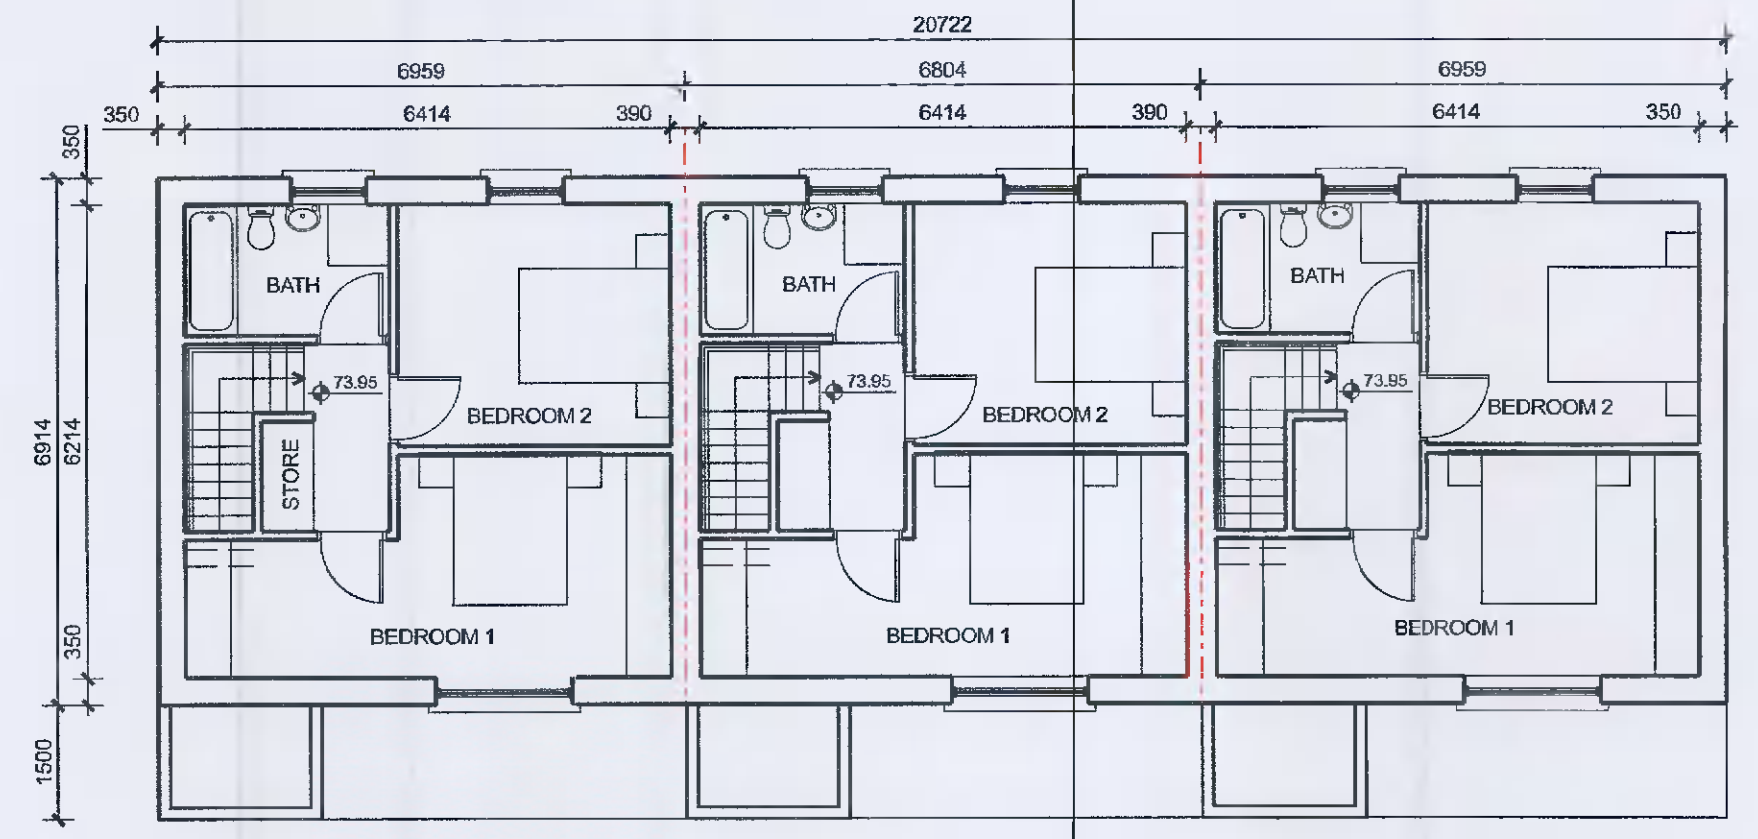 20722
6959 6804 6959
350 6414 390 6414 390 6414 350
350
BATH BATH BATH
73.95 73.95 73.95
BEDROOM 2 BEDROOM 2 BEDROOM 2
6914
6214
STORE
350
BEDROOM 1 BEDROOM 1 BEDROOM 1
1500